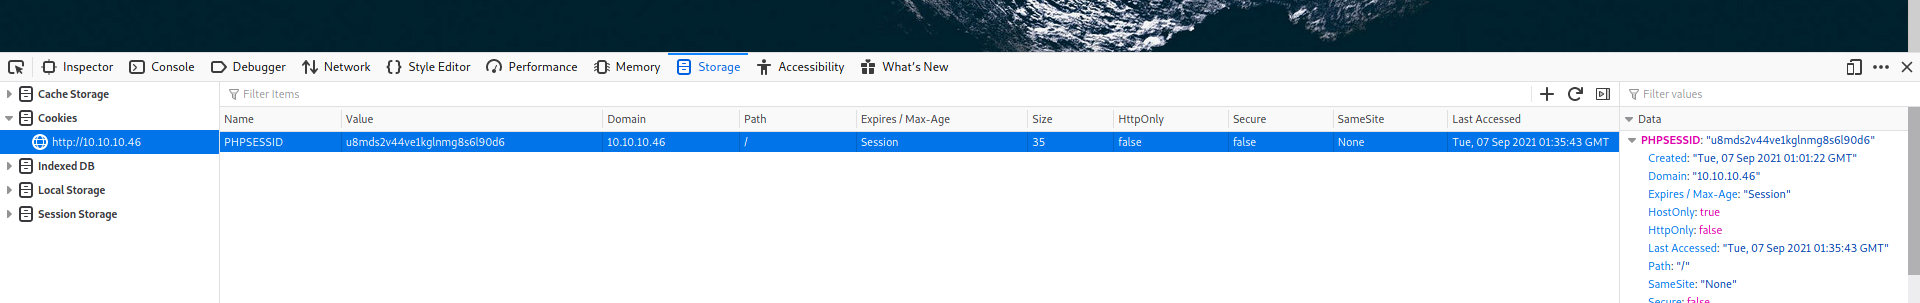 Inspector Console Debugger Network Style Editor Performance Memory Storage Accessibility What's New
Cache Storage
Cookies
http://10.10.10.46
Indexed DB
Local Storage
Session Storage
Filter Items
Name Value Domain Path Expires / Max-Age Size HttpOnly Secure SameSite Last Accessed
PHPSESSID u8mds2v44ve1kglnmg8s6l90d6 10.10.10.46 / Session 35 false false None Tue, 07 Sep 2021 01:35:43 GMT
Filter values
Data
PHPSESSID: "u8mds2v44ve1kglnmg8s6l90d6"
Created: "Tue, 07 Sep 2021 01:01:22 GMT"
Domain: "10.10.10.46"
Expires / Max-Age: "Session"
HostOnly: true
HttpOnly: false
Last Accessed: "Tue, 07 Sep 2021 01:35:43 GMT"
Path: "/"
SameSite: "None"
Secure: false